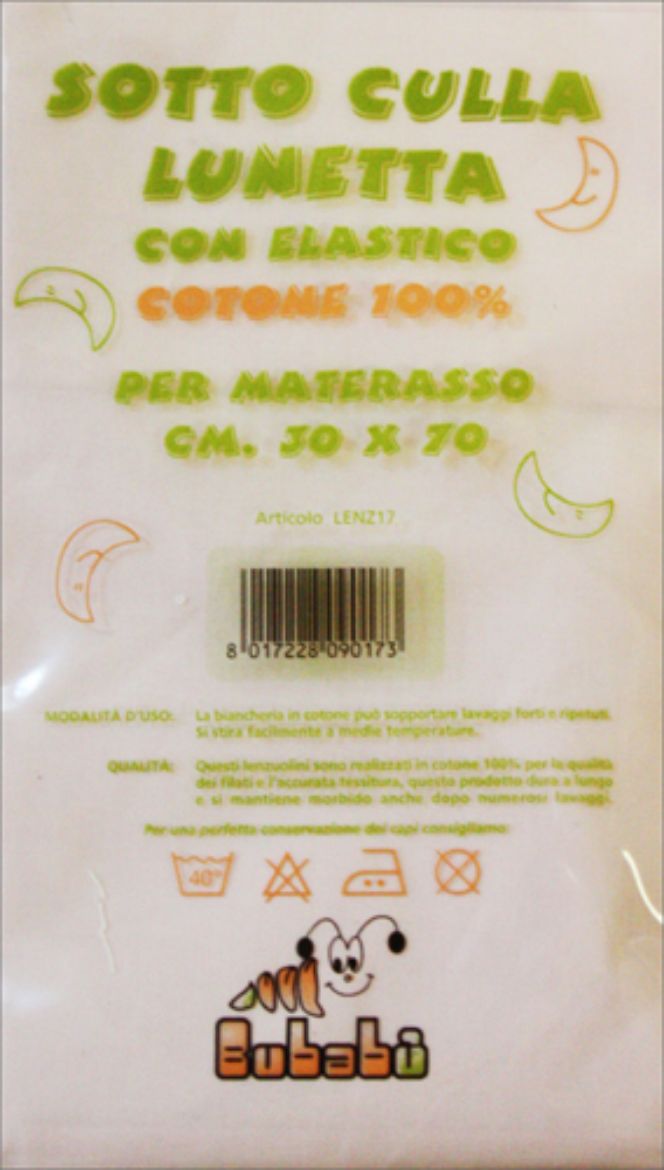 SOTTO CULLA
LUNETTA
CON ELASTICO
COTONE 100%
PER MATERASSO
CM. 30 X 70
Articolo LENZ17
8 017228 090173
MODALITÀ D'USO: La biancheria in cotone può sopportare lavaggi forti e ripetuti.
Si stira facilmente a medie temperature.
QUALITÀ: Questi lenzuolini sono realizzati in cotone 100% per la qualità
dei filati e l'accurata tessitura, questo prodotto dura a lungo
e si mantiene morbido anche dopo numerosi lavaggi.
Per una perfetta conservazione dei capi consigliamo:
40°
Bubabù